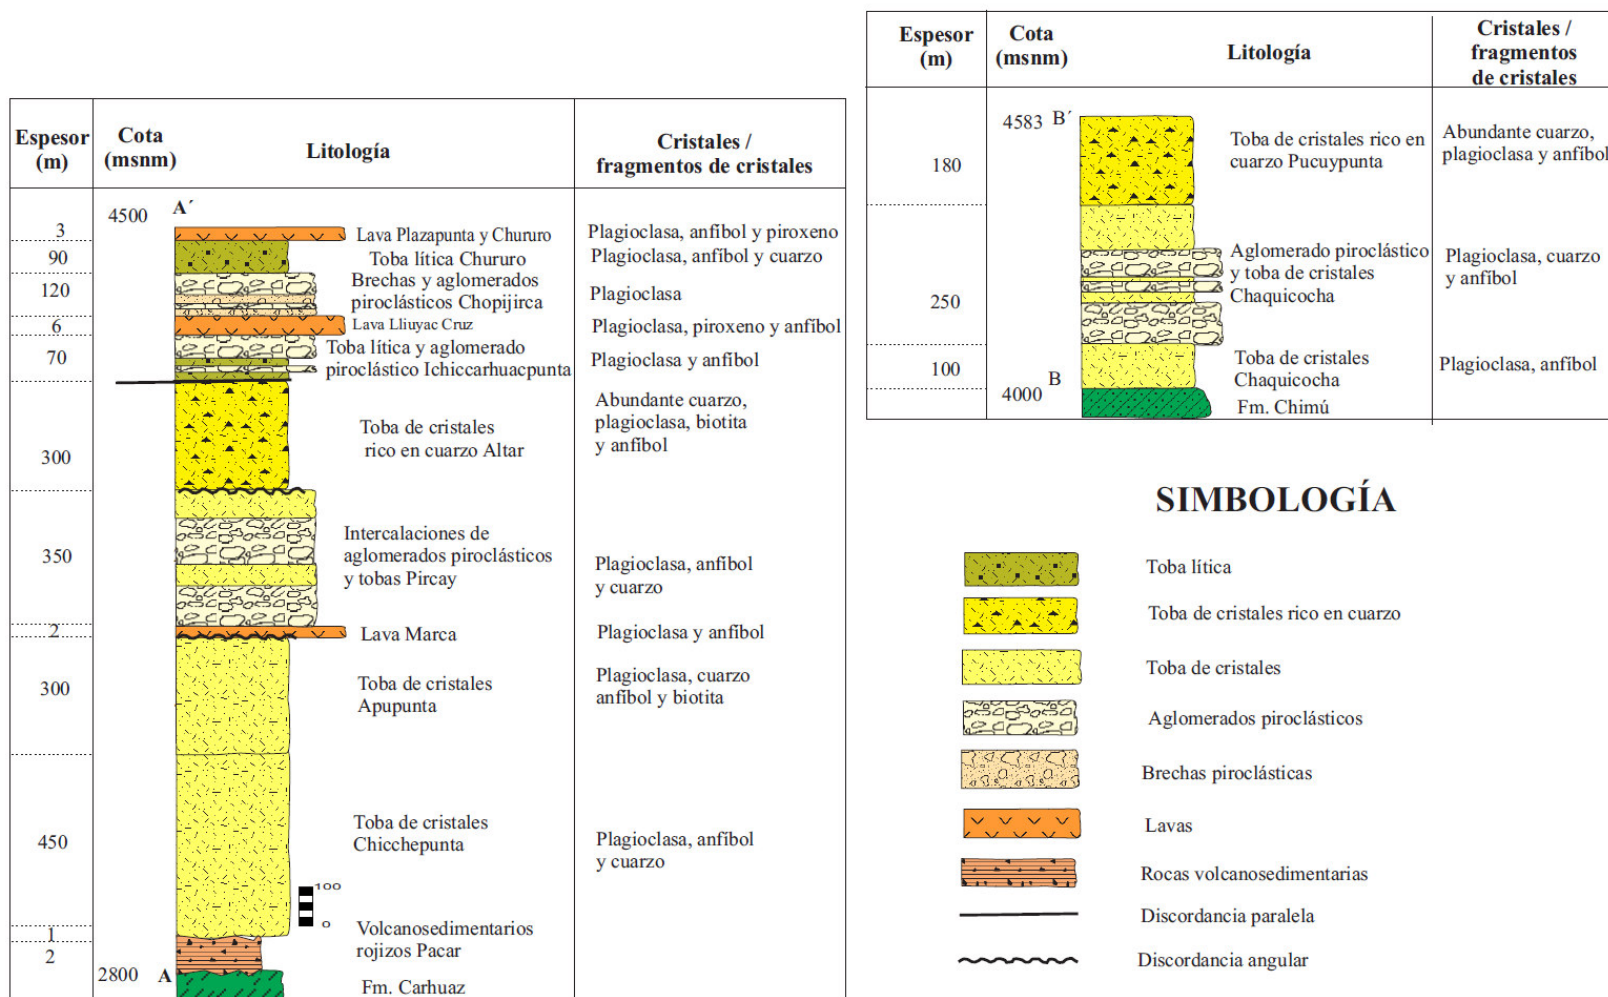 Espesor
(m)
Cota
(msnm)
Litología
Cristales /
fragmentos de cristales
4500
A´
3
Lava Plazapunta y Chururo
Plagioclasa, anfíbol y piroxeno
90
Toba lítica Chururo
Plagioclasa, anfíbol y cuarzo
120
Brechas y aglomerados
piroclásticos Chopijirca
Plagioclasa
6
Lava Lliuyac Cruz
Plagioclasa, piroxeno y anfíbol
70
Toba lítica y aglomerado
piroclástico Ichiccarhuacpunta
Plagioclasa y anfíbol
300
Toba de cristales
rico en cuarzo Altar
Abundante cuarzo,
plagioclasa, biotita
y anfíbol
350
Intercalaciones de
aglomerados piroclásticos
y tobas Pircay
Plagioclasa, anfíbol
y cuarzo
2
Lava Marca
Plagioclasa y anfíbol
300
Toba de cristales
Apupunta
Plagioclasa, cuarzo
anfíbol y biotita
450
Toba de cristales
Chicchepunta
Plagioclasa, anfíbol
y cuarzo
100
0
1
2
Volcanosedimentarios
rojizos Pacar
2800
A
Fm. Carhuaz
Espesor
(m)
Cota
(msnm)
Litología
Cristales /
fragmentos
de cristales
4583
B´
180
Toba de cristales rico en
cuarzo Pucuypunta
Abundante cuarzo,
plagioclasa y anfíbol
250
Aglomerado piroclástico
y toba de cristales
Chaquicocha
Plagioclasa, cuarzo
y anfíbol
100
Toba de cristales
Chaquicocha
Plagioclasa, anfíbol
4000
B
Fm. Chimú
SIMBOLOGÍA
Toba lítica
Toba de cristales rico en cuarzo
Toba de cristales
Aglomerados piroclásticos
Brechas piroclásticas
Lavas
Rocas volcanosedimentarias
Discordancia paralela
Discordancia angular